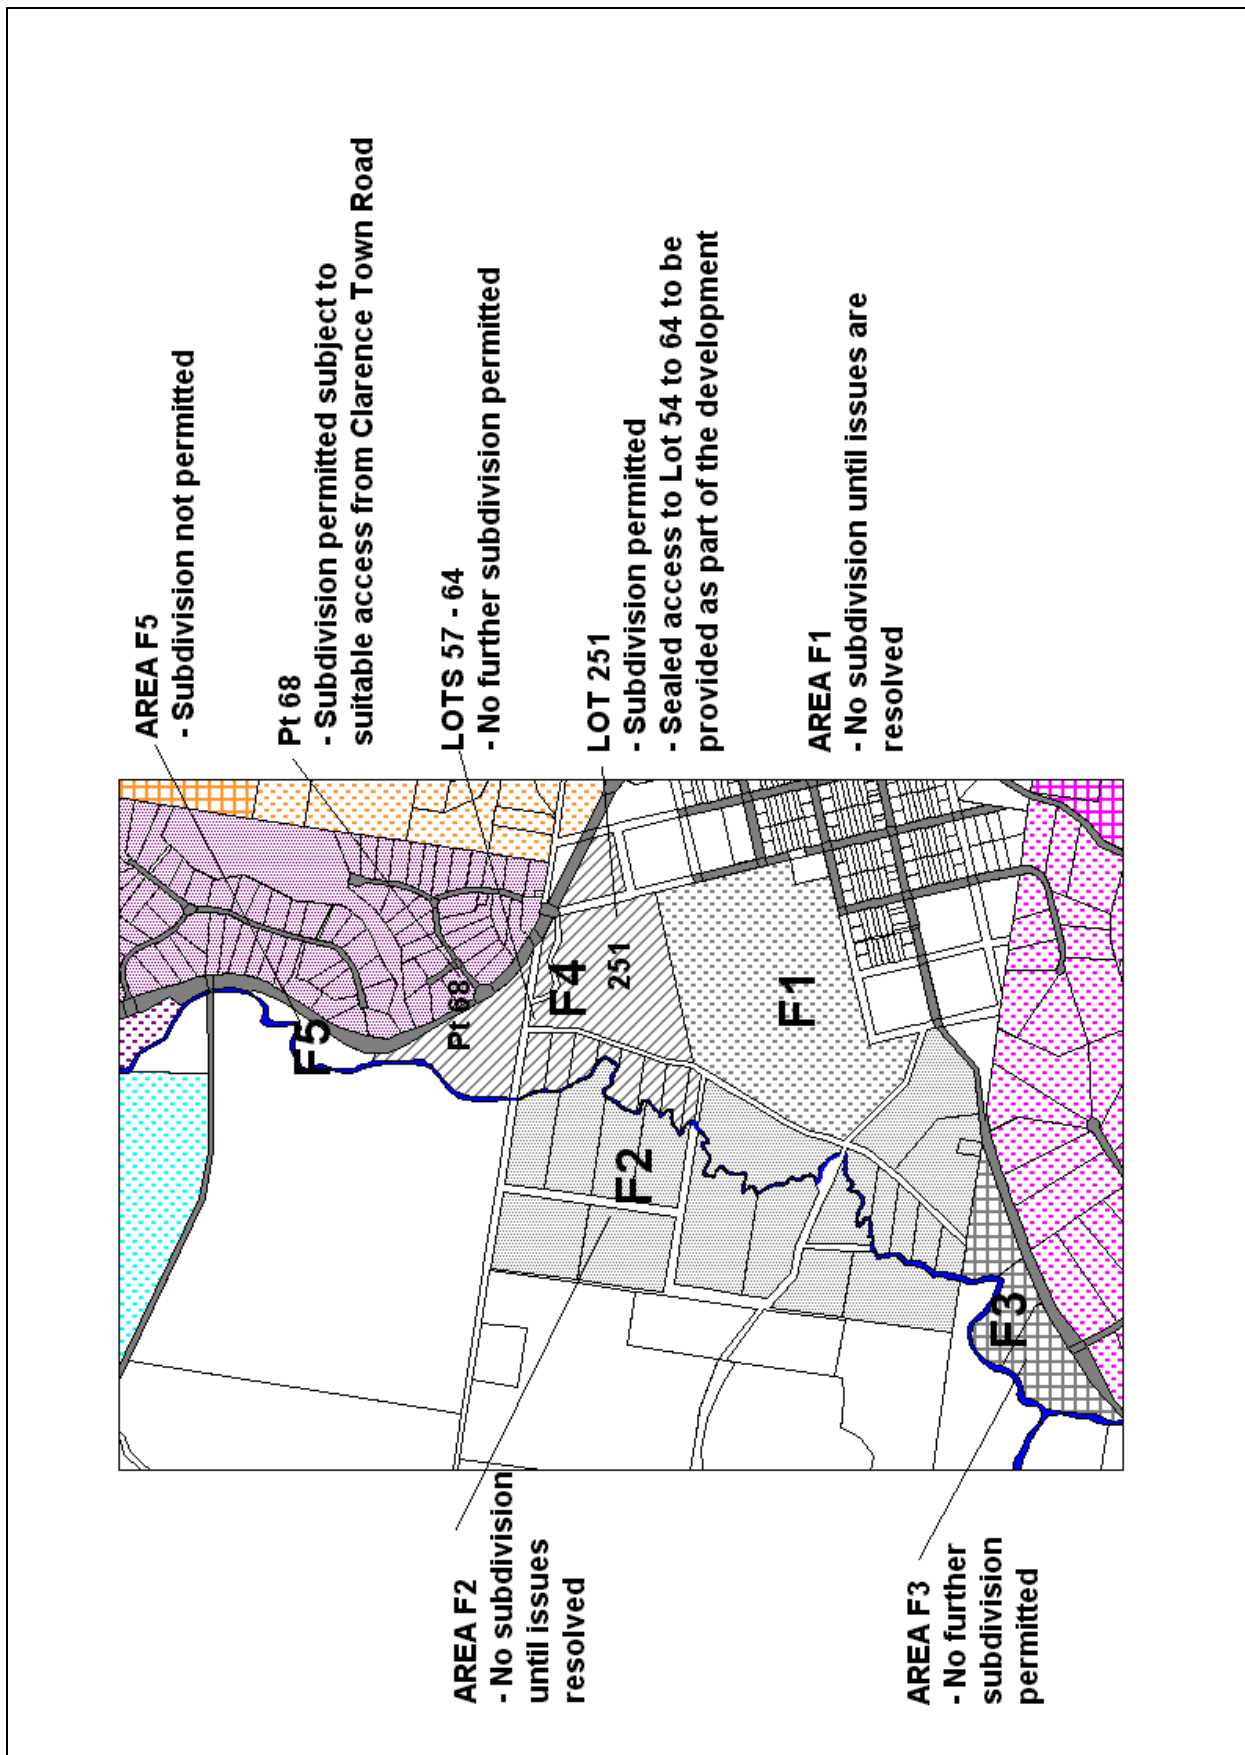 AREA F5
- Subdivision not permitted
Pt 68
- Subdivision permitted subject to
suitable access from Clarence Town Road
LOTS 57 - 64
- No further subdivision permitted
LOT 251
- Subdivision permitted
- Sealed access to Lot 54 to 64 to be
provided as part of the development
AREA F1
- No subdivision until issues are
resolved
F5
Pt 68
F4
251
F1
F2
F3
AREA F2
- No subdivision
until issues
resolved
AREA F3
- No further
subdivision
permitted